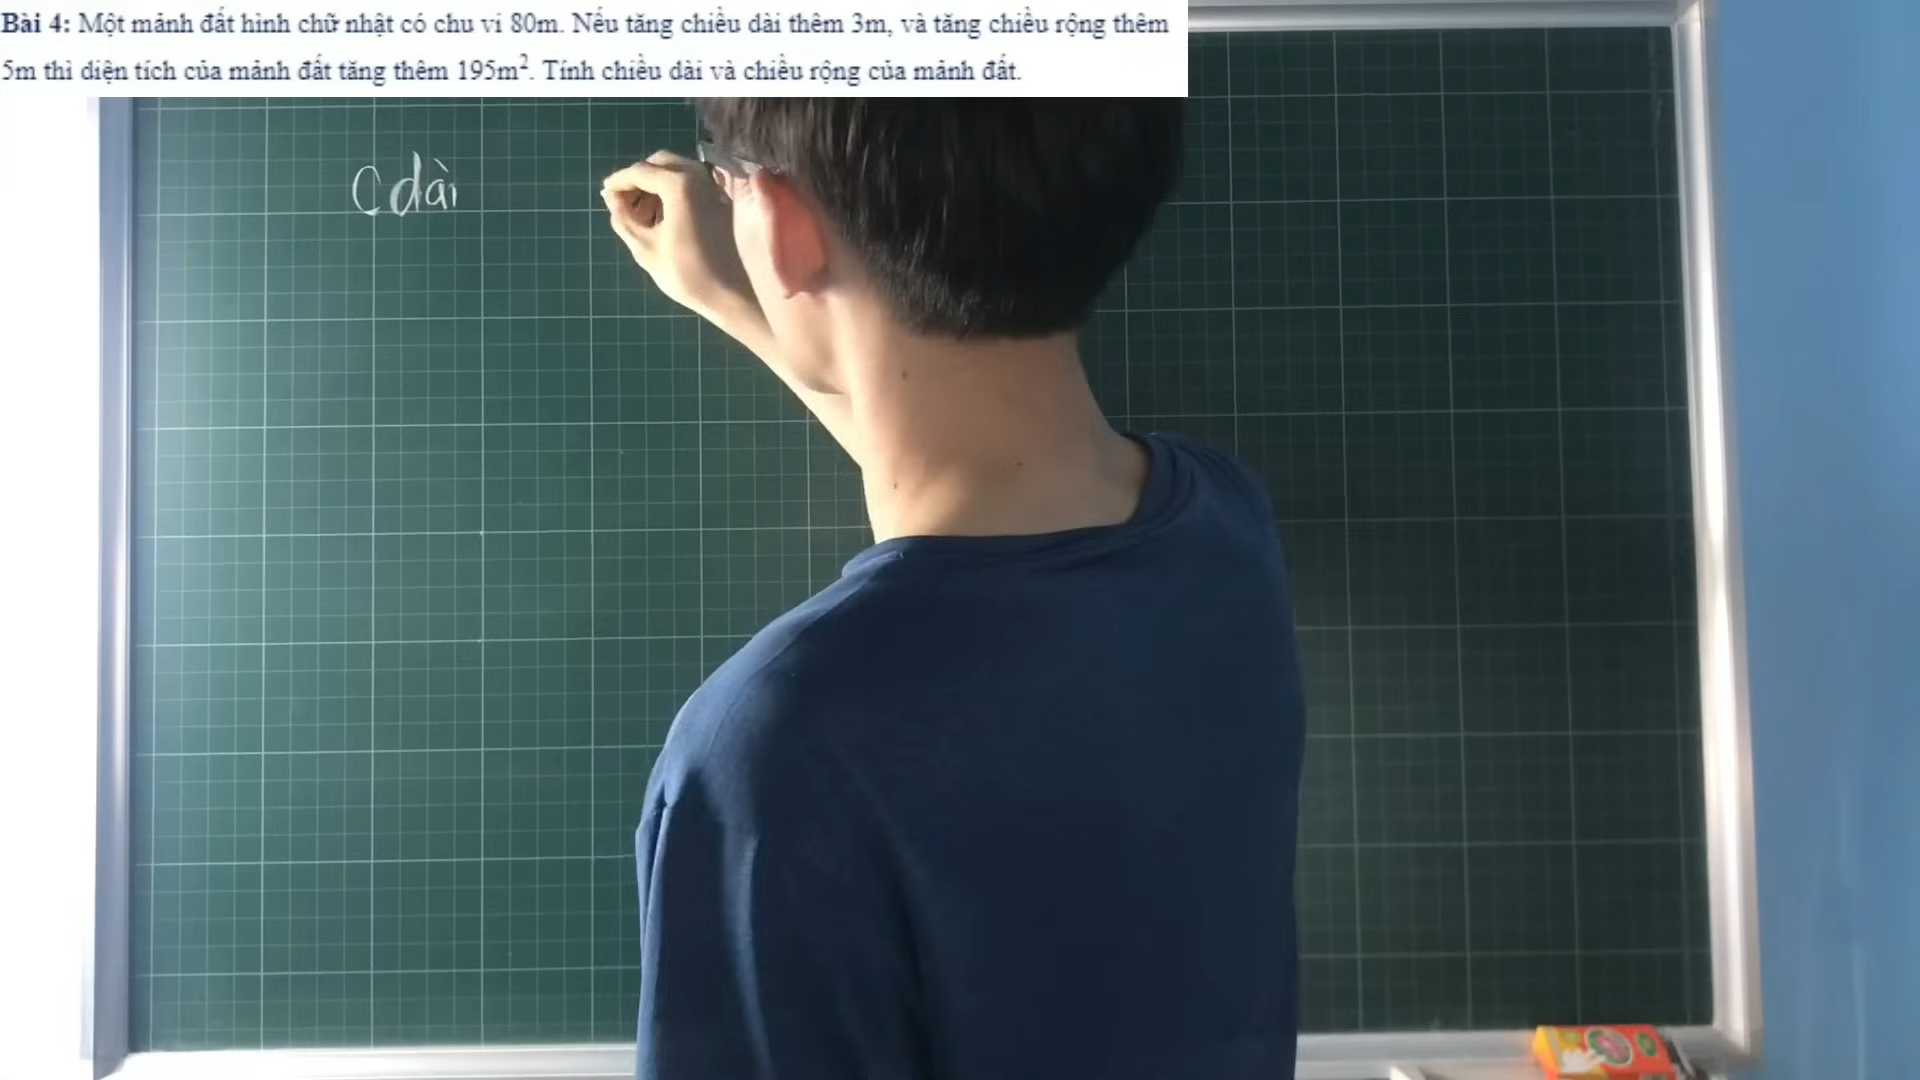 Bài 4: Một mảnh đất hình chữ nhật có chu vi 80m. Nếu tăng chiều dài thêm 3m, và tăng chiều rộng thêm
5m thì diện tích của mảnh đất tăng thêm 195m². Tính chiều dài và chiều rộng của mảnh đất.
C dài